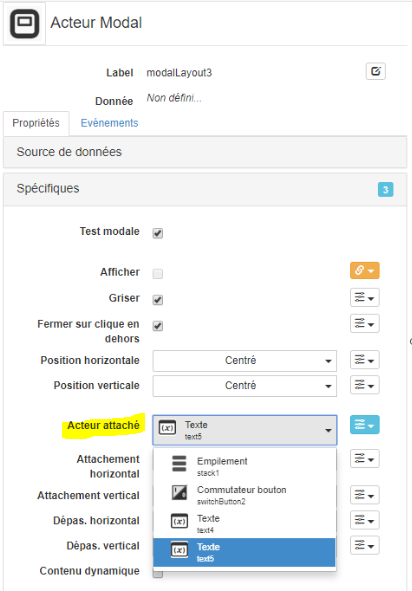 Acteur Modal
Label modalLayout3
Donnée Non défini...
Propriétés Evènements
Source de données
Spécifiques 3
Test modale
Afficher
Griser
Fermer sur clique en
dehors
Position horizontale Centré
Position verticale Centré
Acteur attaché (x) Texte
text5
Attachement
horizontal
Empilement
stack1
Attachement vertical
Commutateur bouton
switchButton2
Dépas. horizontal
(x) Texte
text4
Dépas. vertical
(x) Texte
text5
Contenu dynamique